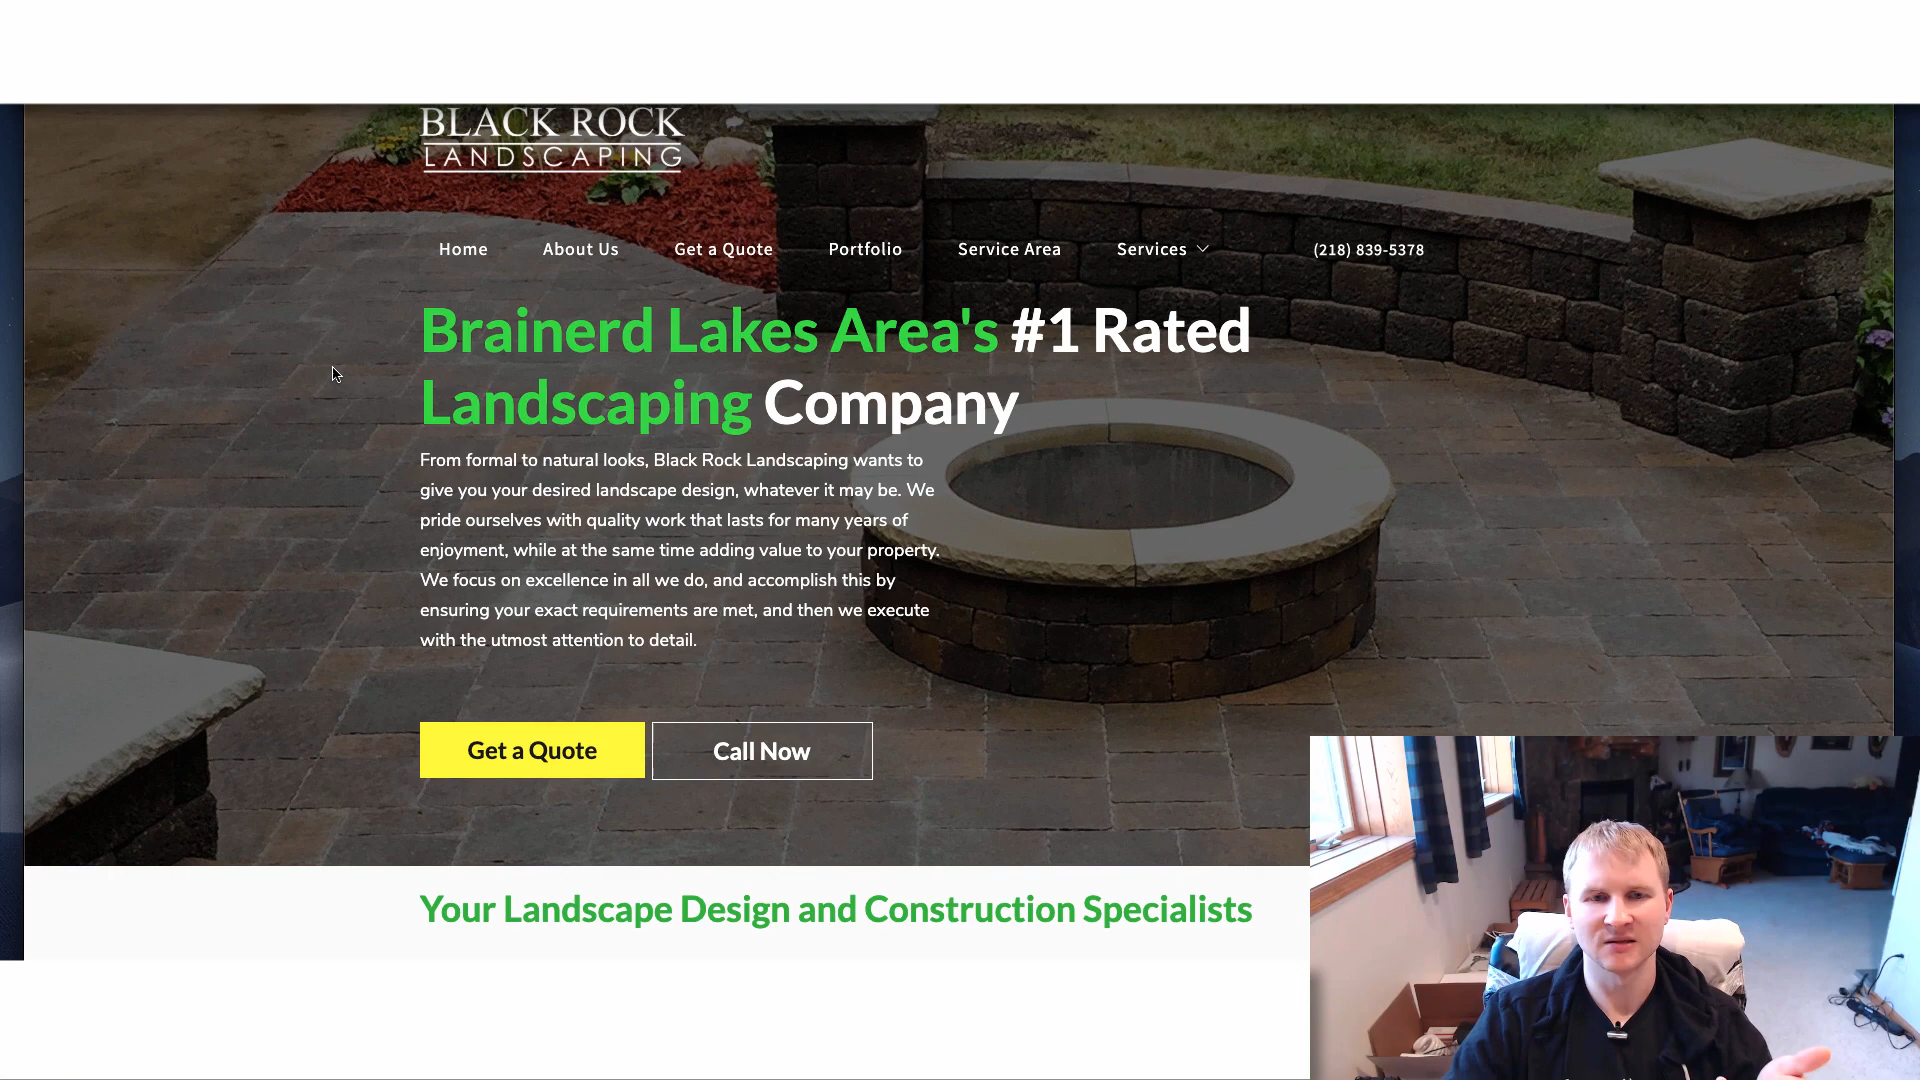 BLACK ROCK
LANDSCAPING
Home About Us Get a Quote Portfolio Service Area Services (218) 839-5378
Brainerd Lakes Area's #1 Rated
Landscaping Company
From formal to natural looks, Black Rock Landscaping wants to
give you your desired landscape design, whatever it may be. We
pride ourselves with quality work that lasts for many years of
enjoyment, while at the same time adding value to your property.
We focus on excellence in all we do, and accomplish this by
ensuring your exact requirements are met, and then we execute
with the utmost attention to detail.
Get a Quote Call Now
Your Landscape Design and Construction Specialists